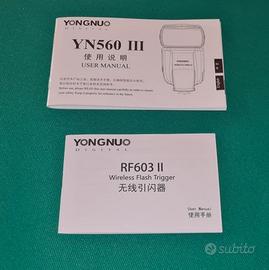 YONGNUO
DIGITAL
YN560 III
使用说明
USER MANUAL
YONGNUO
DIGITAL
RF603 II
Wireless Flash Trigger
无线引闪器
User Manual
使用手册
subito